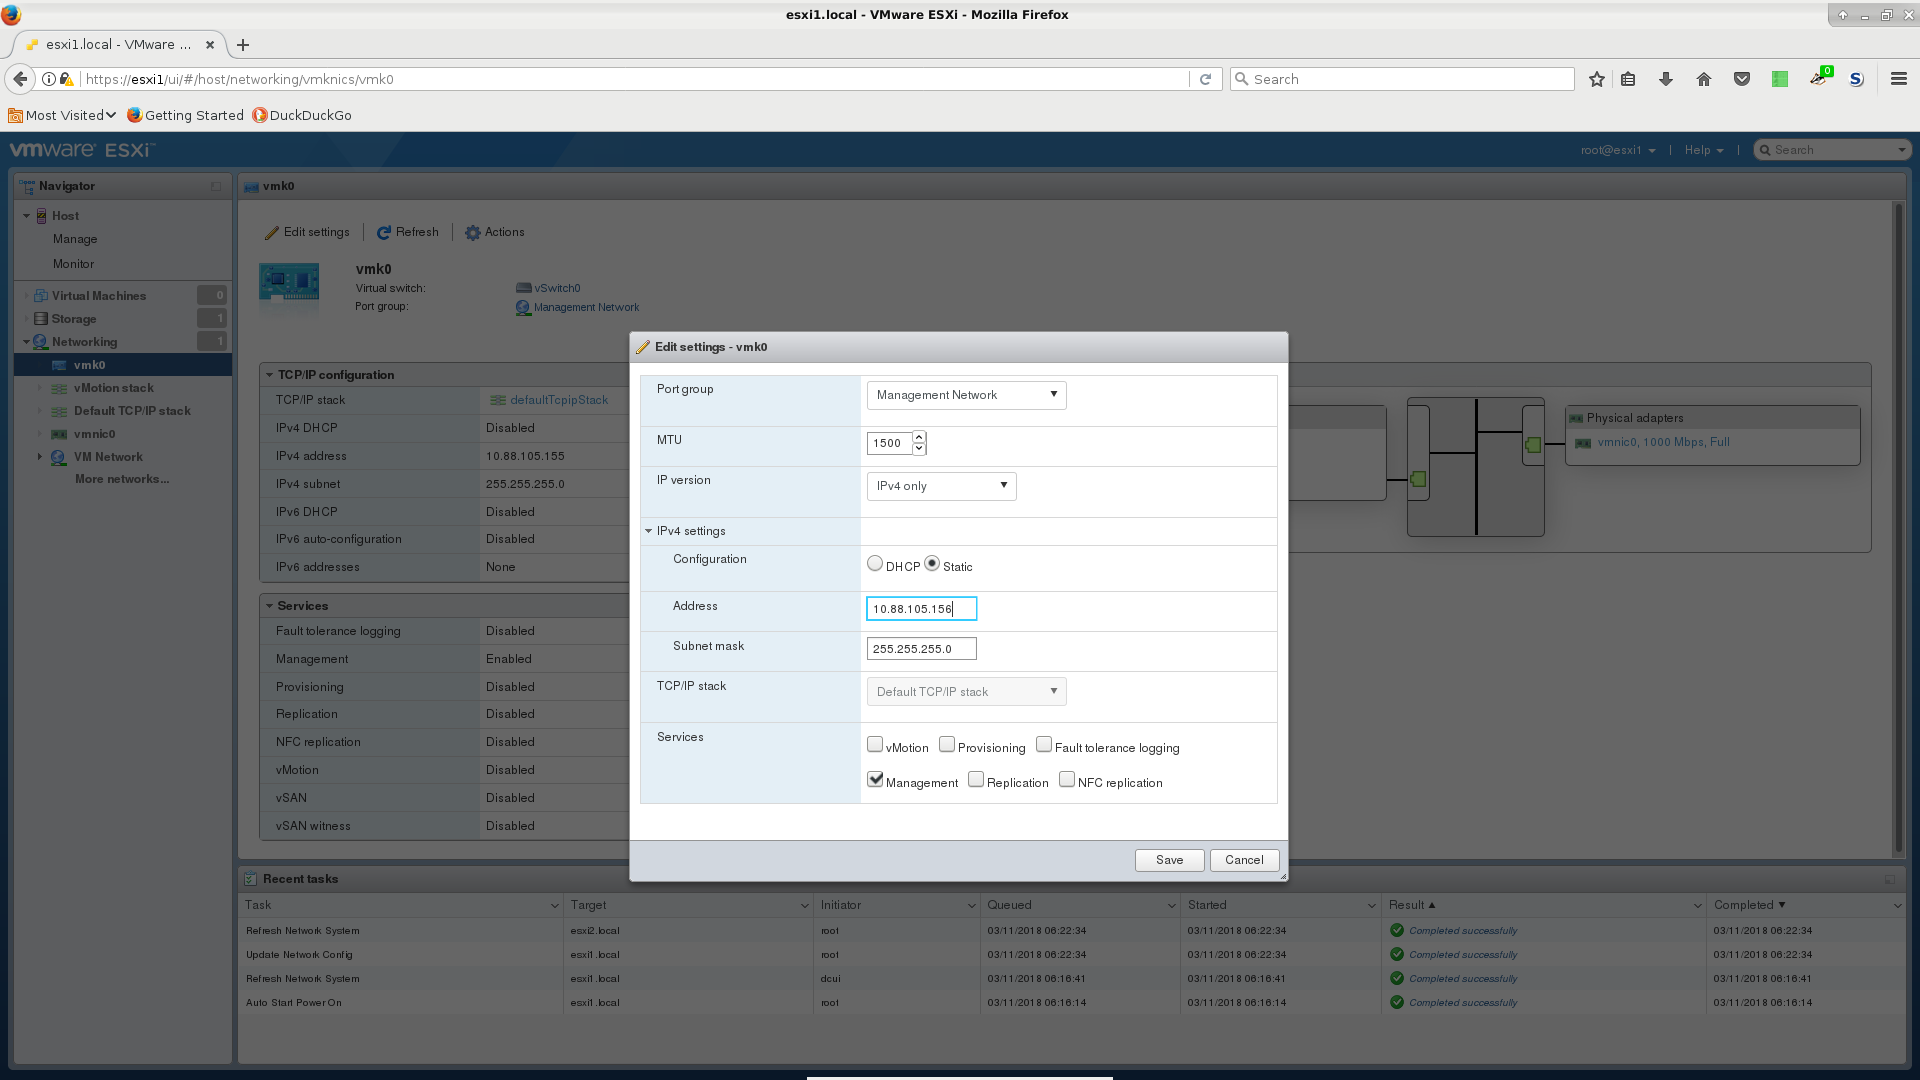 esxi1.local - VMware ESXi - Mozilla Firefox
esxi1.local - VMware ...
https://esxi1/ui/#/host/networking/vmknics/vmk0
Search
0
Most Visited
Getting Started
DuckDuckGo
vmware ESXi™
root@esxi1
Help
Search
Navigator
Host
Manage
Monitor
Virtual Machines 0
Storage 1
Networking 1
vmk0
vMotion stack
Default TCP/IP stack
vmnic0
VM Network
More networks...
vmk0
Edit settings
Refresh
Actions
vmk0
Virtual switch: vSwitch0
Port group: Management Network
TCP/IP configuration
TCP/IP stack defaultTcpipStack
IPv4 DHCP Disabled
IPv4 address 10.88.105.155
IPv4 subnet 255.255.255.0
IPv6 DHCP Disabled
IPv6 auto-configuration Disabled
IPv6 addresses None
Services
Fault tolerance logging Disabled
Management Enabled
Provisioning Disabled
Replication Disabled
NFC replication Disabled
vMotion Disabled
vSAN Disabled
vSAN witness Disabled
Physical adapters
vmnic0, 1000 Mbps, Full
Edit settings - vmk0
Port group Management Network
MTU 1500
IP version IPv4 only
IPv4 settings
Configuration DHCP Static
Address 10.88.105.156
Subnet mask 255.255.255.0
TCP/IP stack Default TCP/IP stack
Services vMotion Provisioning Fault tolerance logging
Management Replication NFC replication
Save Cancel
Recent tasks
Task Target Initiator Queued Started Result Completed
Refresh Network System esxi2.local root 03/11/2018 06:22:34 03/11/2018 06:22:34 Completed successfully 03/11/2018 06:22:34
Update Network Config esxi1.local root 03/11/2018 06:22:34 03/11/2018 06:22:34 Completed successfully 03/11/2018 06:22:34
Refresh Network System esxi1.local dcui 03/11/2018 06:16:41 03/11/2018 06:16:41 Completed successfully 03/11/2018 06:16:41
Auto Start Power On esxi1.local root 03/11/2018 06:16:14 03/11/2018 06:16:14 Completed successfully 03/11/2018 06:16:14